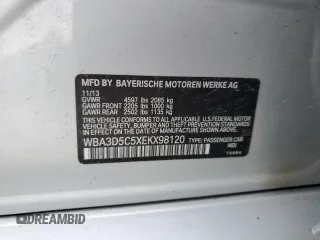 MFD BY BAYERISCHE MOTOREN WERKE AG
11/13
GVWR 4597 lbs 2085 kg
GAWR FRONT 2205 lbs 1000 kg
GAWR REAR 2502 lbs 1135 kg
THIS VEHICLE CONFORMS TO ALL APPLICABLE
FEDERAL MOTOR VEHICLE SAFETY, BUMPER,
AND THEFT PREVENTION STANDARDS IN EFFECT ON
THE DATE OF MANUFACTURE SHOWN ABOVE.
WBA3D5C5XEKX98120 TYPE: PASSENGER CAR
AUTOBIDMASTER